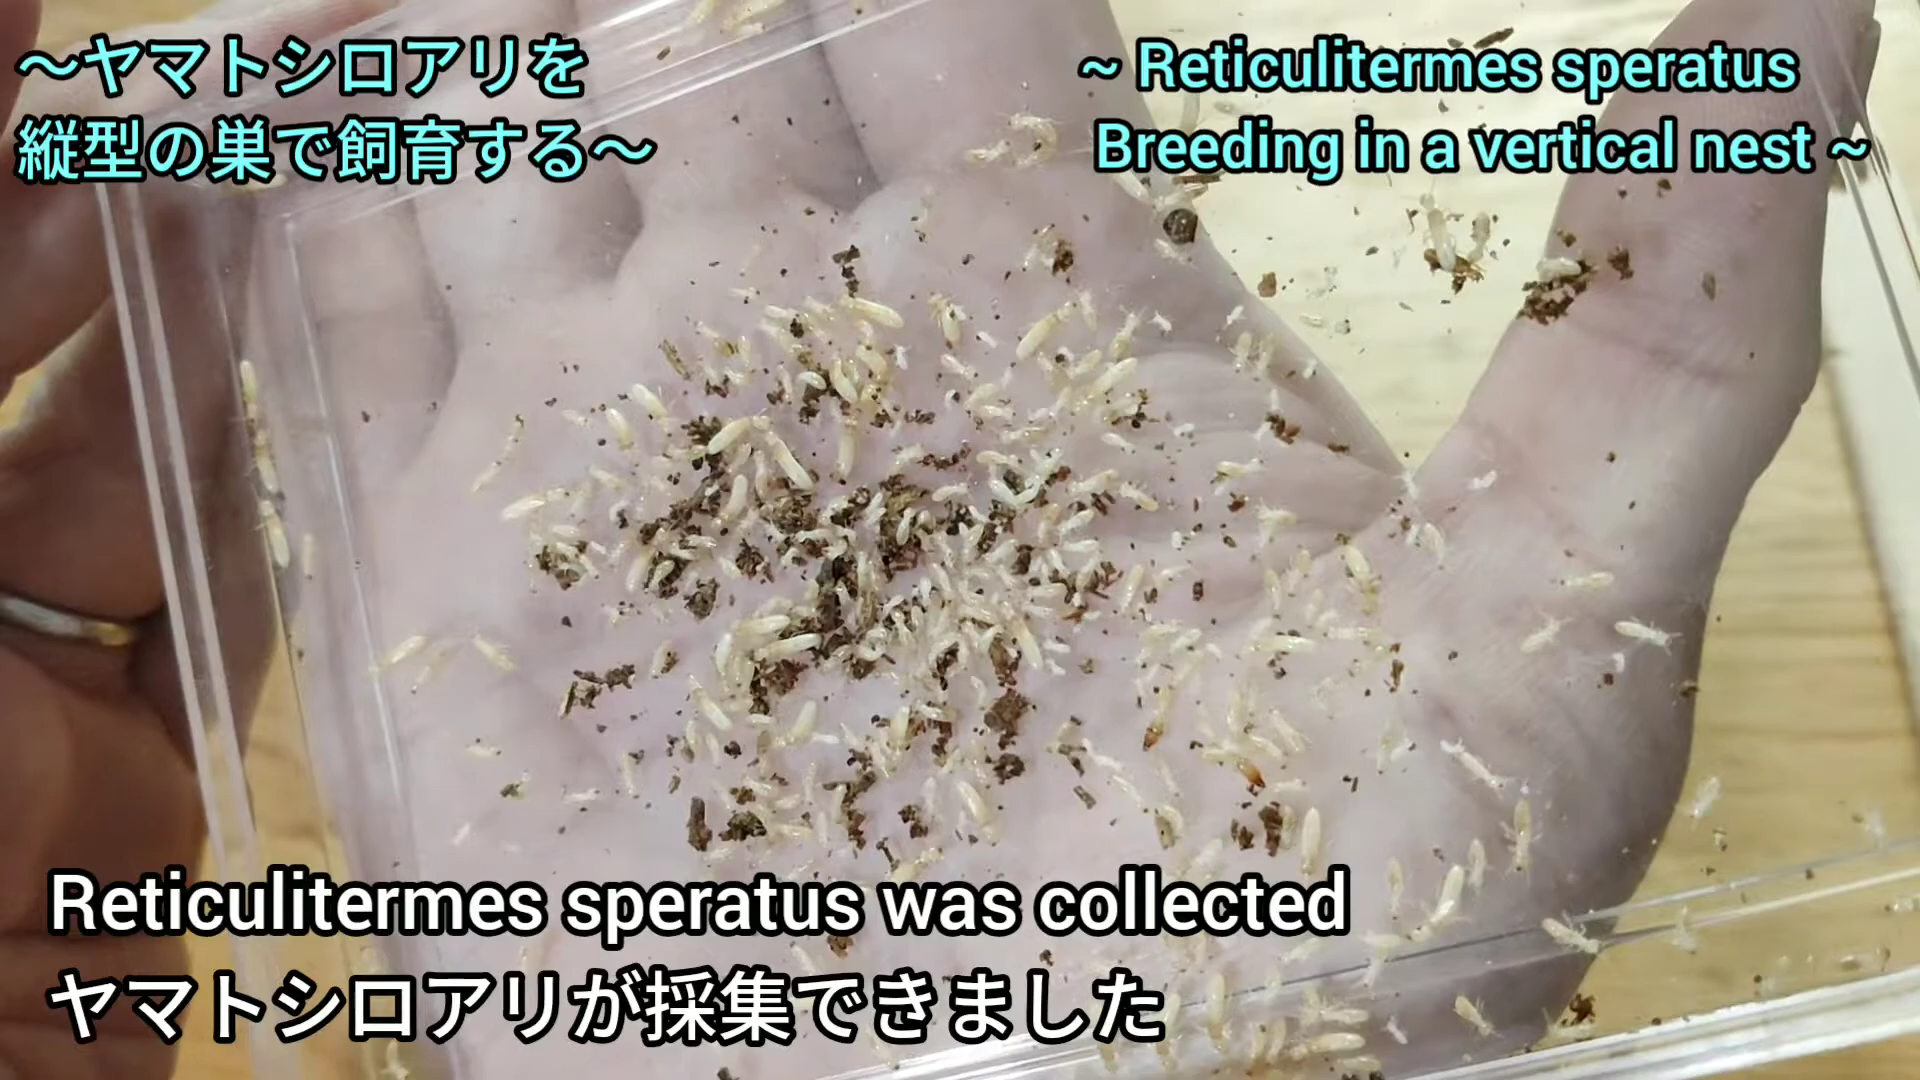 ～ヤマトシロアリを
縦型の巣で飼育する～
~ Reticulitermes speratus
Breeding in a vertical nest ~
Reticulitermes speratus was collected
ヤマトシロアリが採集できました